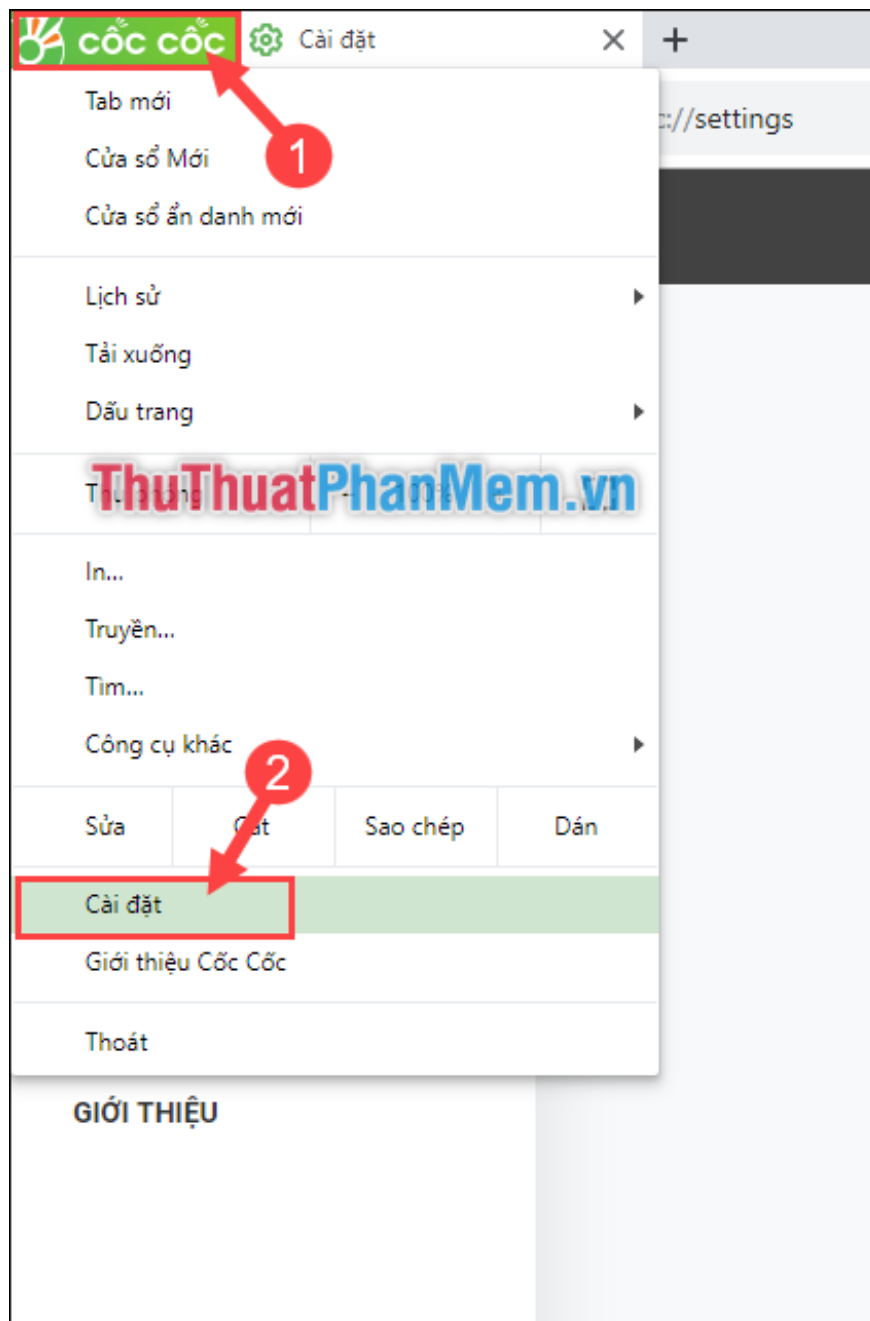 cốc cốc Cài đặt
Tab mới
c://settings
1
Cửa sổ Mới
Cửa sổ ẩn danh mới
Lịch sử
Tải xuống
Dấu trang
ThuThuatPhanMem.vn
In...
Truyền...
Tìm...
Công cụ khác
2
Sửa Sao chép Dán
Cài đặt
Giới thiệu Cốc Cốc
Thoát
GIỚI THIỆU